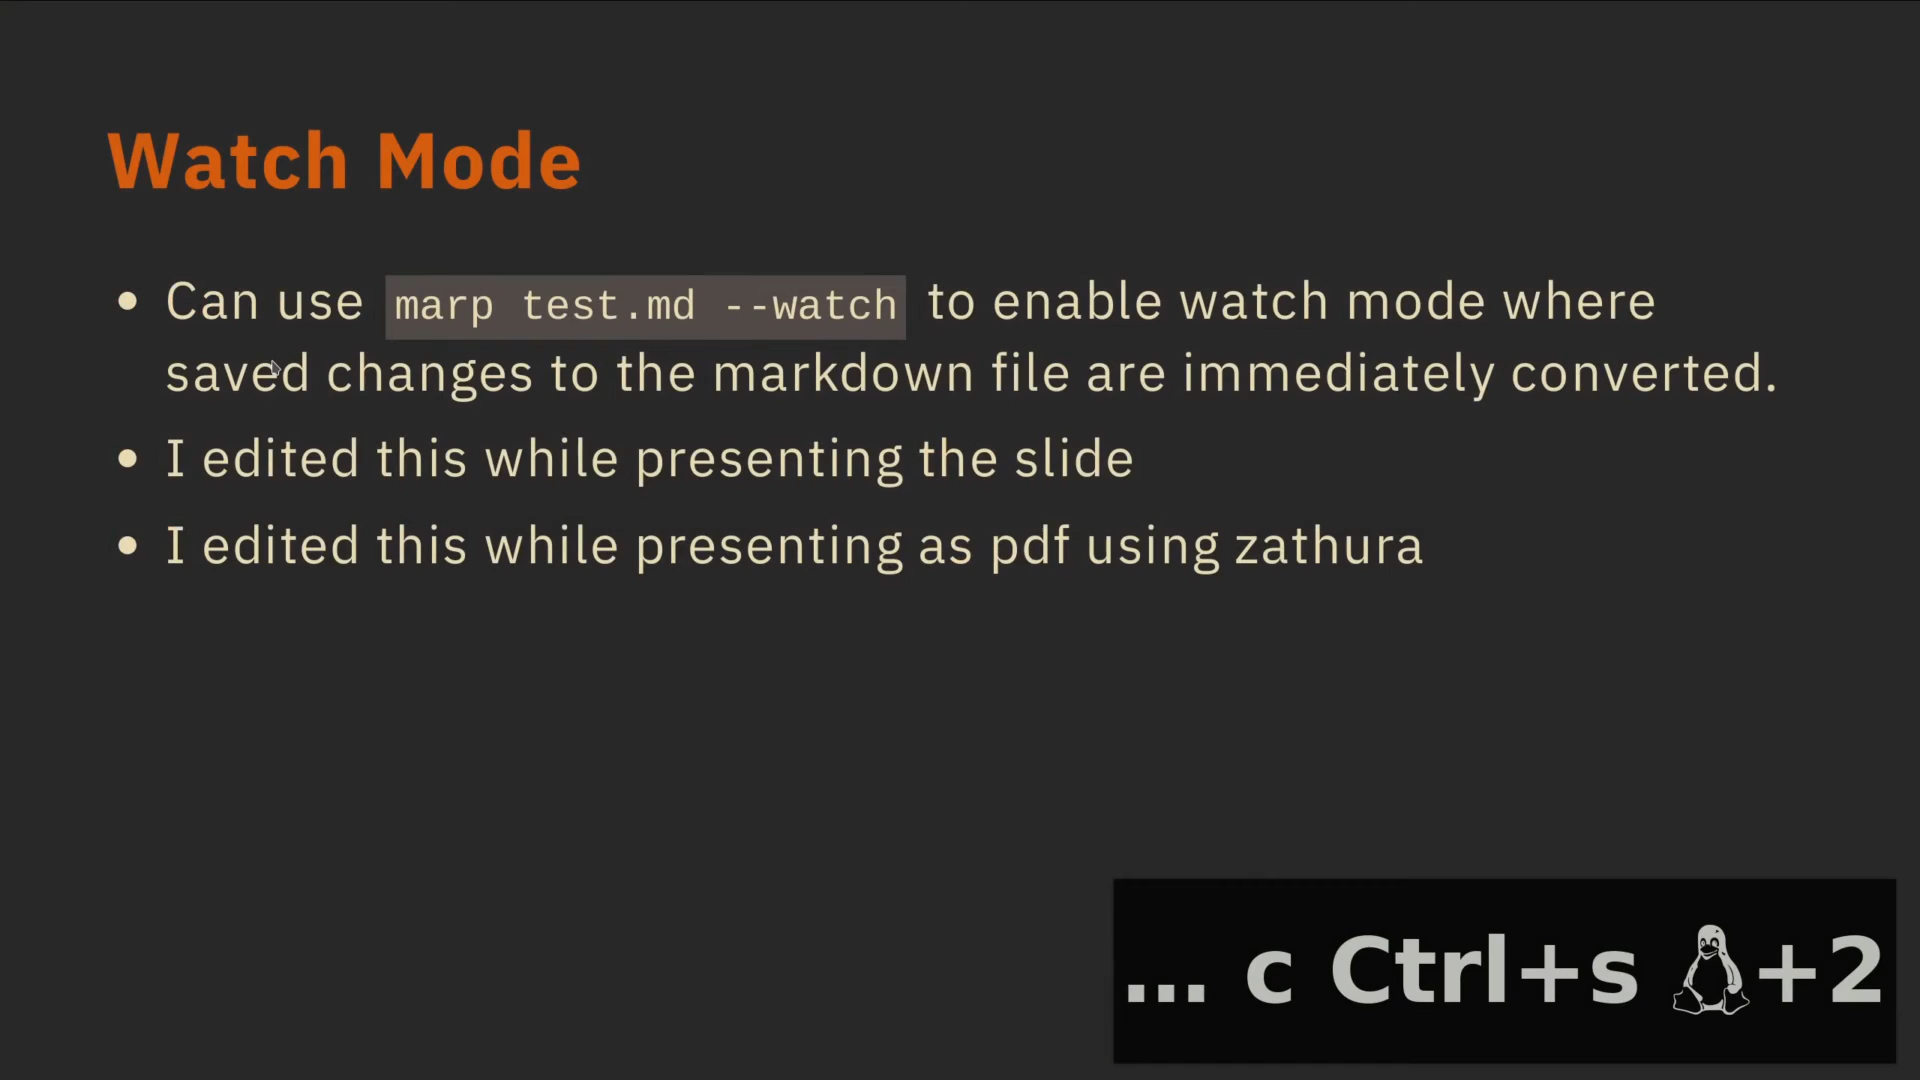 Watch Mode
• Can use marp test.md --watch to enable watch mode where
saved changes to the markdown file are immediately converted.
• I edited this while presenting the slide
• I edited this while presenting as pdf using zathura
... c Ctrl+s +2